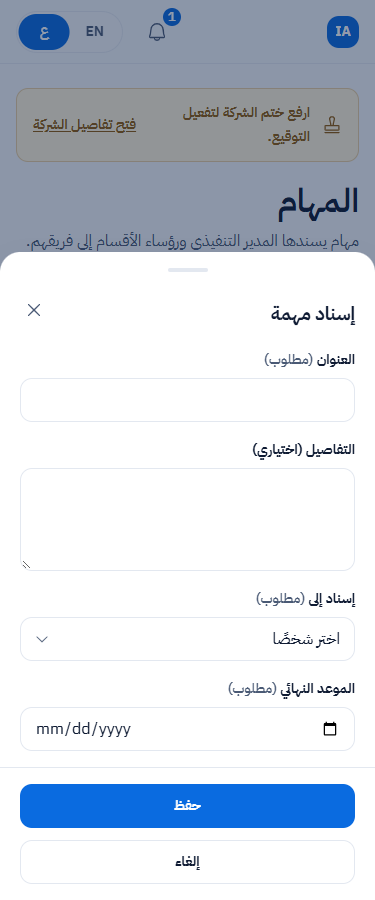 IA
1
EN
ع
ارفع ختم الشركة لتفعيل التوقيع.
فتح تفاصيل الشركة
المهام
مهام يسندها المدير التنفيذي ورؤساء الأقسام إلى فريقهم.
إسناد مهمة
العنوان (مطلوب)
التفاصيل (اختياري)
إسناد إلى (مطلوب)
اختر شخصًا
الموعد النهائي (مطلوب)
mm/dd/yyyy
حفظ
إلغاء